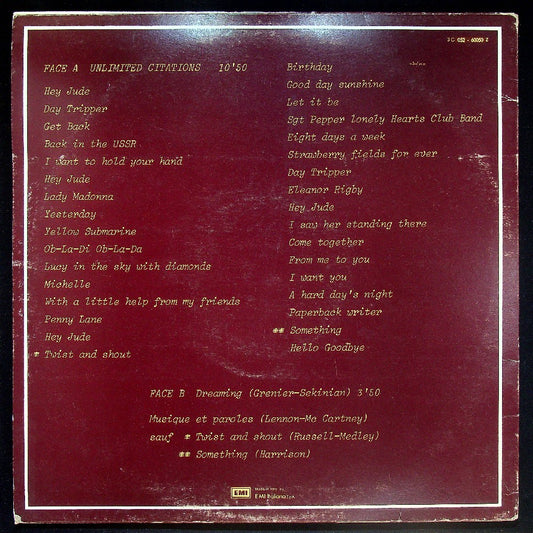 3C 052 - 60053 Z
FACE A UNLIMITED CITATIONS 10'50
Hey Jude
Day Tripper
Get Back
Back in the USSR
I want to hold your hand
Hey Jude
Lady Madonna
Yesterday
Yellow Submarine
Ob-La-Di Ob-La-Da
Lucy in the sky with diamonds
Michelle
With a little help from my friends
Penny Lane
Hey Jude
* Twist and shout
Birthday
Good day sunshine
Let it be
Sgt Pepper lonely Hearts Club Band
Eight days a week
Strawberry fields for ever
Day Tripper
Eleanor Rigby
Hey Jude
I saw her standing there
Come together
From me to you
I want you
A hard day's night
Paperback writer
** Something
Hello Goodbye
FACE B Dreaming (Grenier-Sekinian) 3'50
Musique et paroles (Lennon-Mc Cartney)
sauf * Twist and shout (Russell-Medley)
** Something (Harrison)
EMI
EMI Italiana